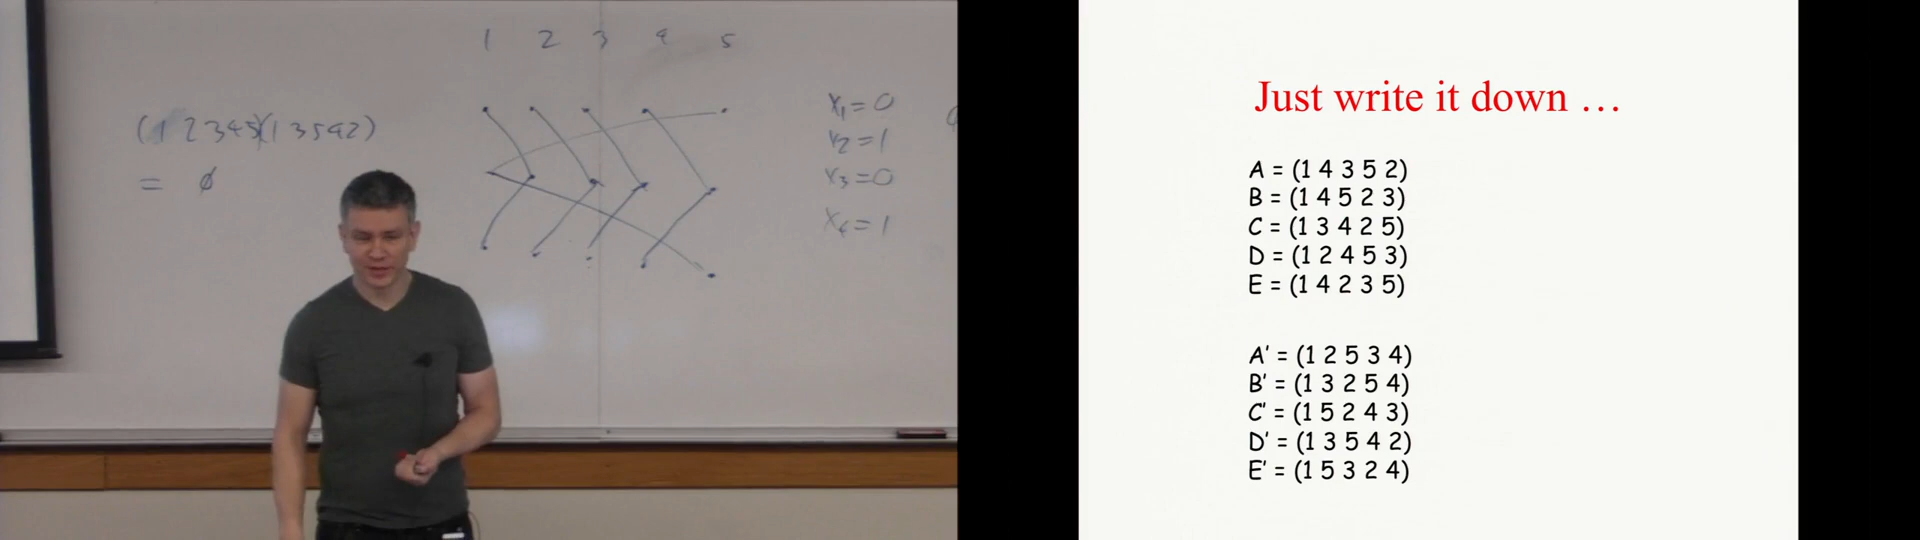 1 2 3 4 5
(1 2 3 4 5)(1 3 5 4 2)
= ∅
x₁ = 0
x₂ = 1
x₃ = 0
x₄ = 1
Just write it down …
A = (1 4 3 5 2)
B = (1 4 5 2 3)
C = (1 3 4 2 5)
D = (1 2 4 5 3)
E = (1 4 2 3 5)
A' = (1 2 5 3 4)
B' = (1 3 2 5 4)
C' = (1 5 2 4 3)
D' = (1 3 5 4 2)
E' = (1 5 3 2 4)